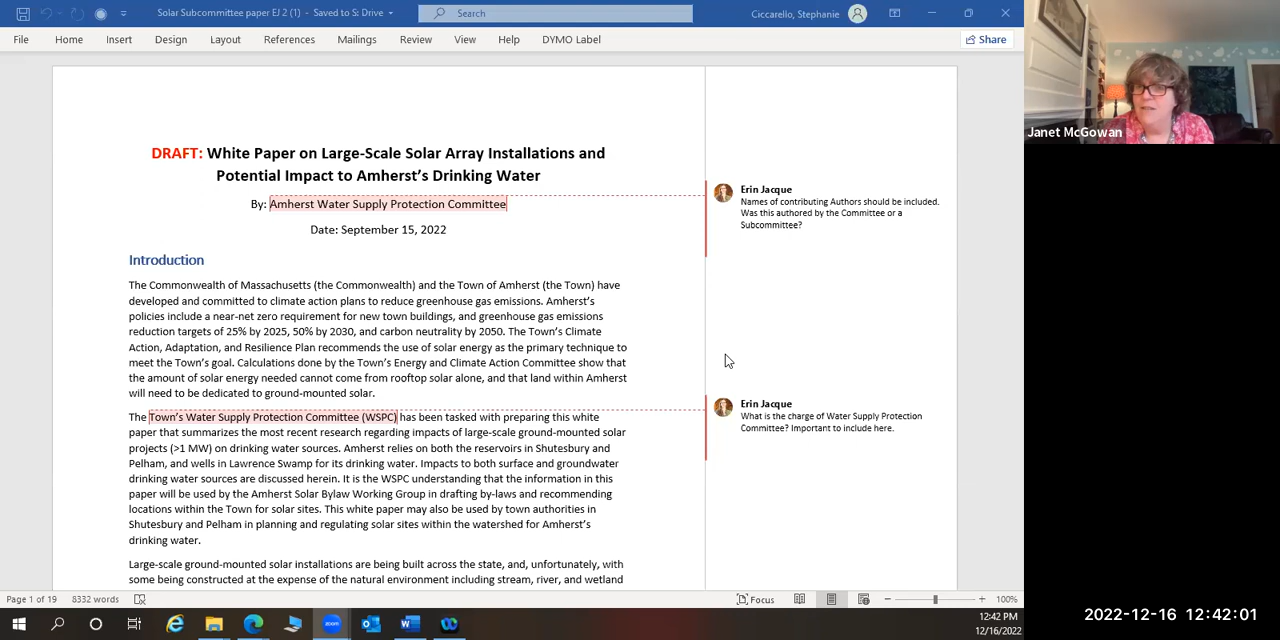 Solar Subcommittee paper EJ 2 (1) - Saved to S: Drive
Search
Ciccarello, Stephanie
File Home Insert Design Layout References Mailings Review View Help DYMO Label Share
DRAFT: White Paper on Large-Scale Solar Array Installations and
Potential Impact to Amherst's Drinking Water
By: Amherst Water Supply Protection Committee
Date: September 15, 2022
Introduction
The Commonwealth of Massachusetts (the Commonwealth) and the Town of Amherst (the Town) have
developed and committed to climate action plans to reduce greenhouse gas emissions. Amherst's
policies include a near-net zero requirement for new town buildings, and greenhouse gas emissions
reduction targets of 25% by 2025, 50% by 2030, and carbon neutrality by 2050. The Town's Climate
Action, Adaptation, and Resilience Plan recommends the use of solar energy as the primary technique to
meet the Town's goal. Calculations done by the Town's Energy and Climate Action Committee show that
the amount of solar energy needed cannot come from rooftop solar alone, and that land within Amherst
will need to be dedicated to ground-mounted solar.
The Town's Water Supply Protection Committee (WSPC) has been tasked with preparing this white
paper that summarizes the most recent research regarding impacts of large-scale ground-mounted solar
projects (>1 MW) on drinking water sources. Amherst relies on both the reservoirs in Shutesbury and
Pelham, and wells in Lawrence Swamp for its drinking water. Impacts to both surface and groundwater
drinking water sources are discussed herein. It is the WSPC understanding that the information in this
paper will be used by the Amherst Solar Bylaw Working Group in drafting by-laws and recommending
locations within the Town for solar sites. This white paper may also be used by town authorities in
Shutesbury and Pelham in planning and regulating solar sites within the watershed for Amherst's
drinking water.
Large-scale ground-mounted solar installations are being built across the state, and, unfortunately, with
some being constructed at the expense of the natural environment including stream, river, and wetland
Erin Jacque
Names of contributing Authors should be included.
Was this authored by the Committee or a
Subcommittee?
Erin Jacque
What is the charge of Water Supply Protection
Committee? Important to include here.
Janet McGowan
Page 1 of 19 8332 words Focus 100%
zoom
12:42 PM
12/16/2022
2022-12-16 12:42:01